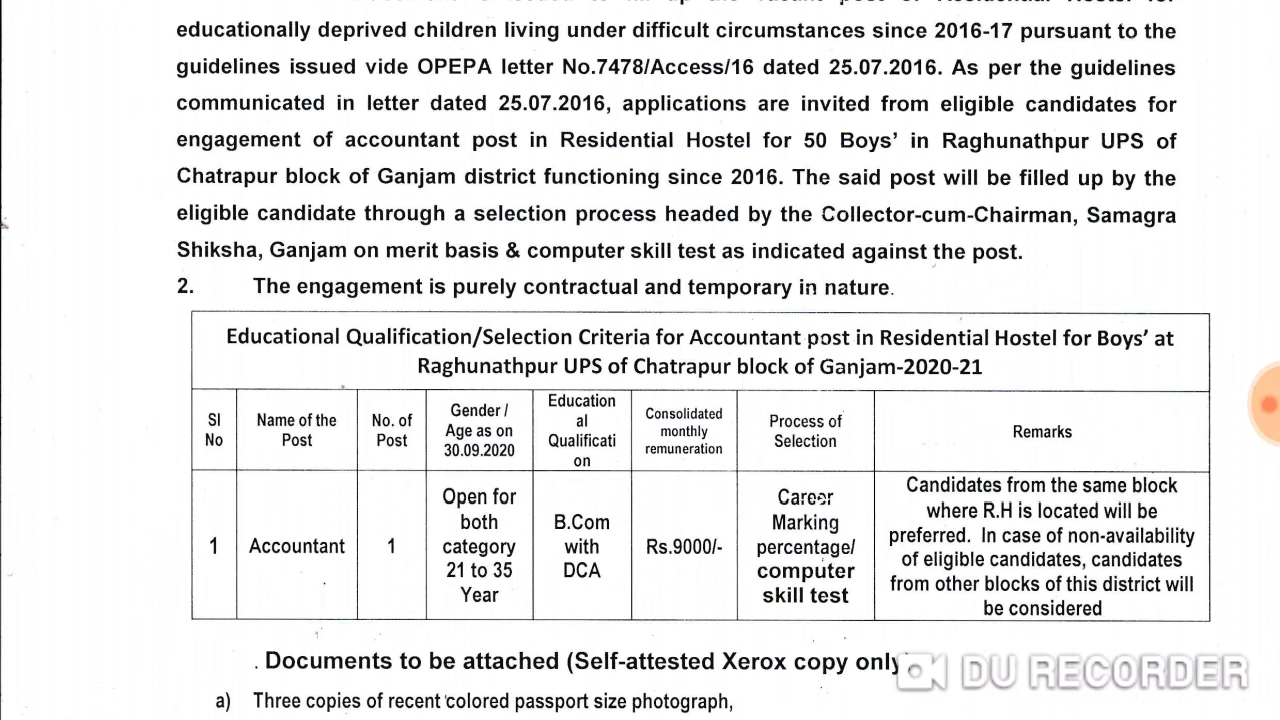 educationally deprived children living under difficult circumstances since 2016-17 pursuant to the
guidelines issued vide OPEPA letter No.7478/Access/16 dated 25.07.2016. As per the guidelines
communicated in letter dated 25.07.2016, applications are invited from eligible candidates for
engagement of accountant post in Residential Hostel for 50 Boys' in Raghunathpur UPS of
Chatrapur block of Ganjam district functioning since 2016. The said post will be filled up by the
eligible candidate through a selection process headed by the Collector-cum-Chairman, Samagra
Shiksha, Ganjam on merit basis & computer skill test as indicated against the post.
2. The engagement is purely contractual and temporary in nature.
Educational Qualification/Selection Criteria for Accountant post in Residential Hostel for Boys' at
Raghunathpur UPS of Chatrapur block of Ganjam-2020-21
Sl
No
Name of the
Post
No. of
Post
Gender /
Age as on
30.09.2020
Education
al
Qualificati
on
Consolidated
monthly
remuneration
Process of
Selection
Remarks
1
Accountant
1
Open for
both
category
21 to 35
Year
B.Com
with
DCA
Rs.9000/-
Career
Marking
percentage/
computer
skill test
Candidates from the same block
where R.H is located will be
preferred. In case of non-availability
of eligible candidates, candidates
from other blocks of this district will
be considered
. Documents to be attached (Self-attested Xerox copy only
DU RECORDER
a) Three copies of recent colored passport size photograph,